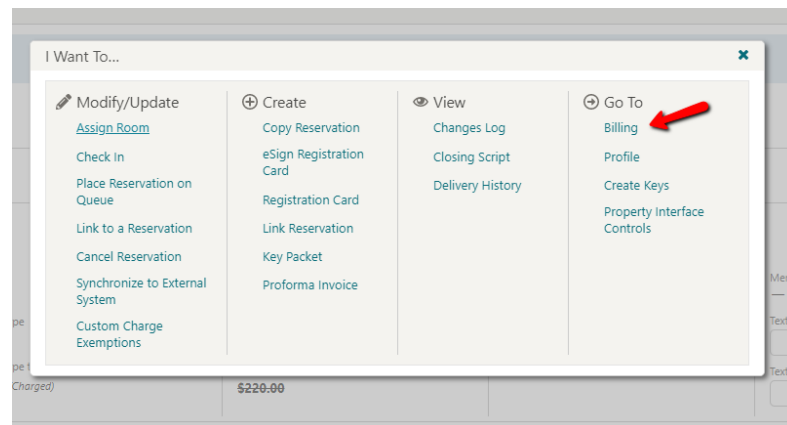 I Want To...
Modify/Update
Assign Room
Check In
Place Reservation on
Queue
Link to a Reservation
Cancel Reservation
Synchronize to External
System
Custom Charge
Exemptions
Create
Copy Reservation
eSign Registration
Card
Registration Card
Link Reservation
Key Packet
Proforma Invoice
View
Changes Log
Closing Script
Delivery History
Go To
Billing
Profile
Create Keys
Property Interface
Controls
pe
Charged)
$220.00